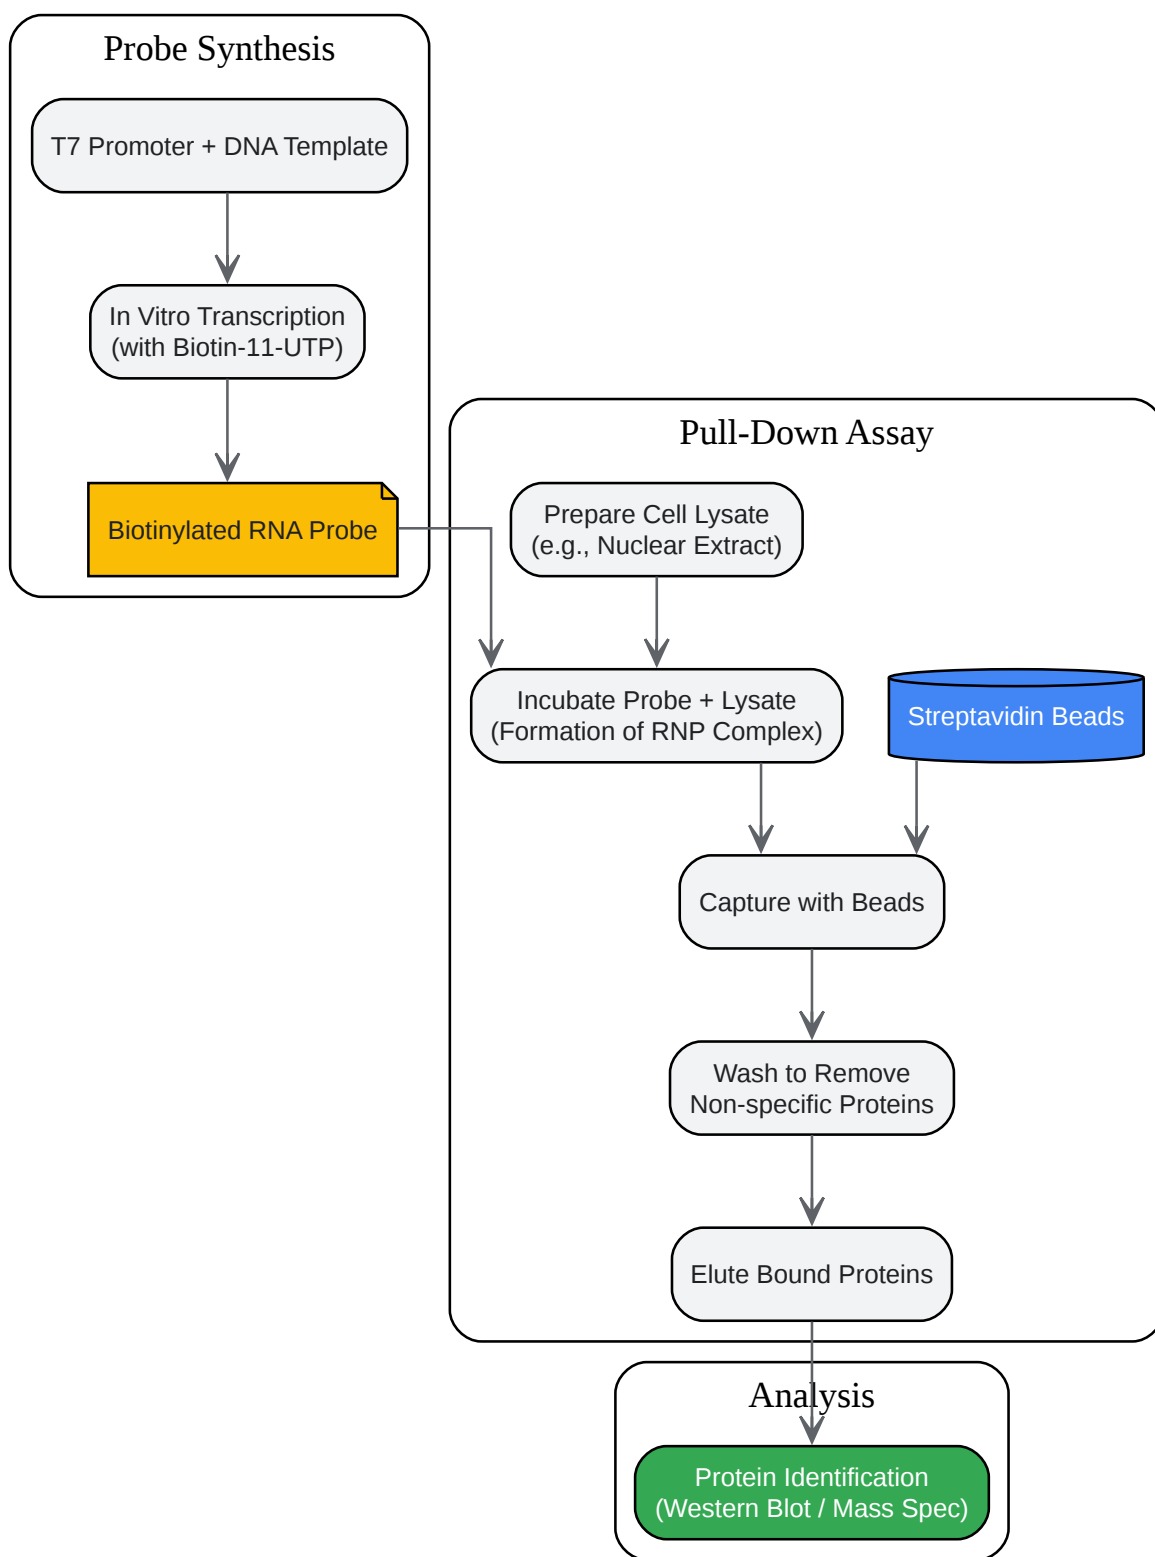 Probe Synthesis
T7 Promoter + DNA Template
In Vitro Transcription
(with Biotin-11-UTP)
Biotinylated RNA Probe
Pull-Down Assay
Prepare Cell Lysate
(e.g., Nuclear Extract)
Incubate Probe + Lysate
(Formation of RNP Complex)
Streptavidin Beads
Capture with Beads
Wash to Remove
Non-specific Proteins
Elute Bound Proteins
Analysis
Protein Identification
(Western Blot / Mass Spec)